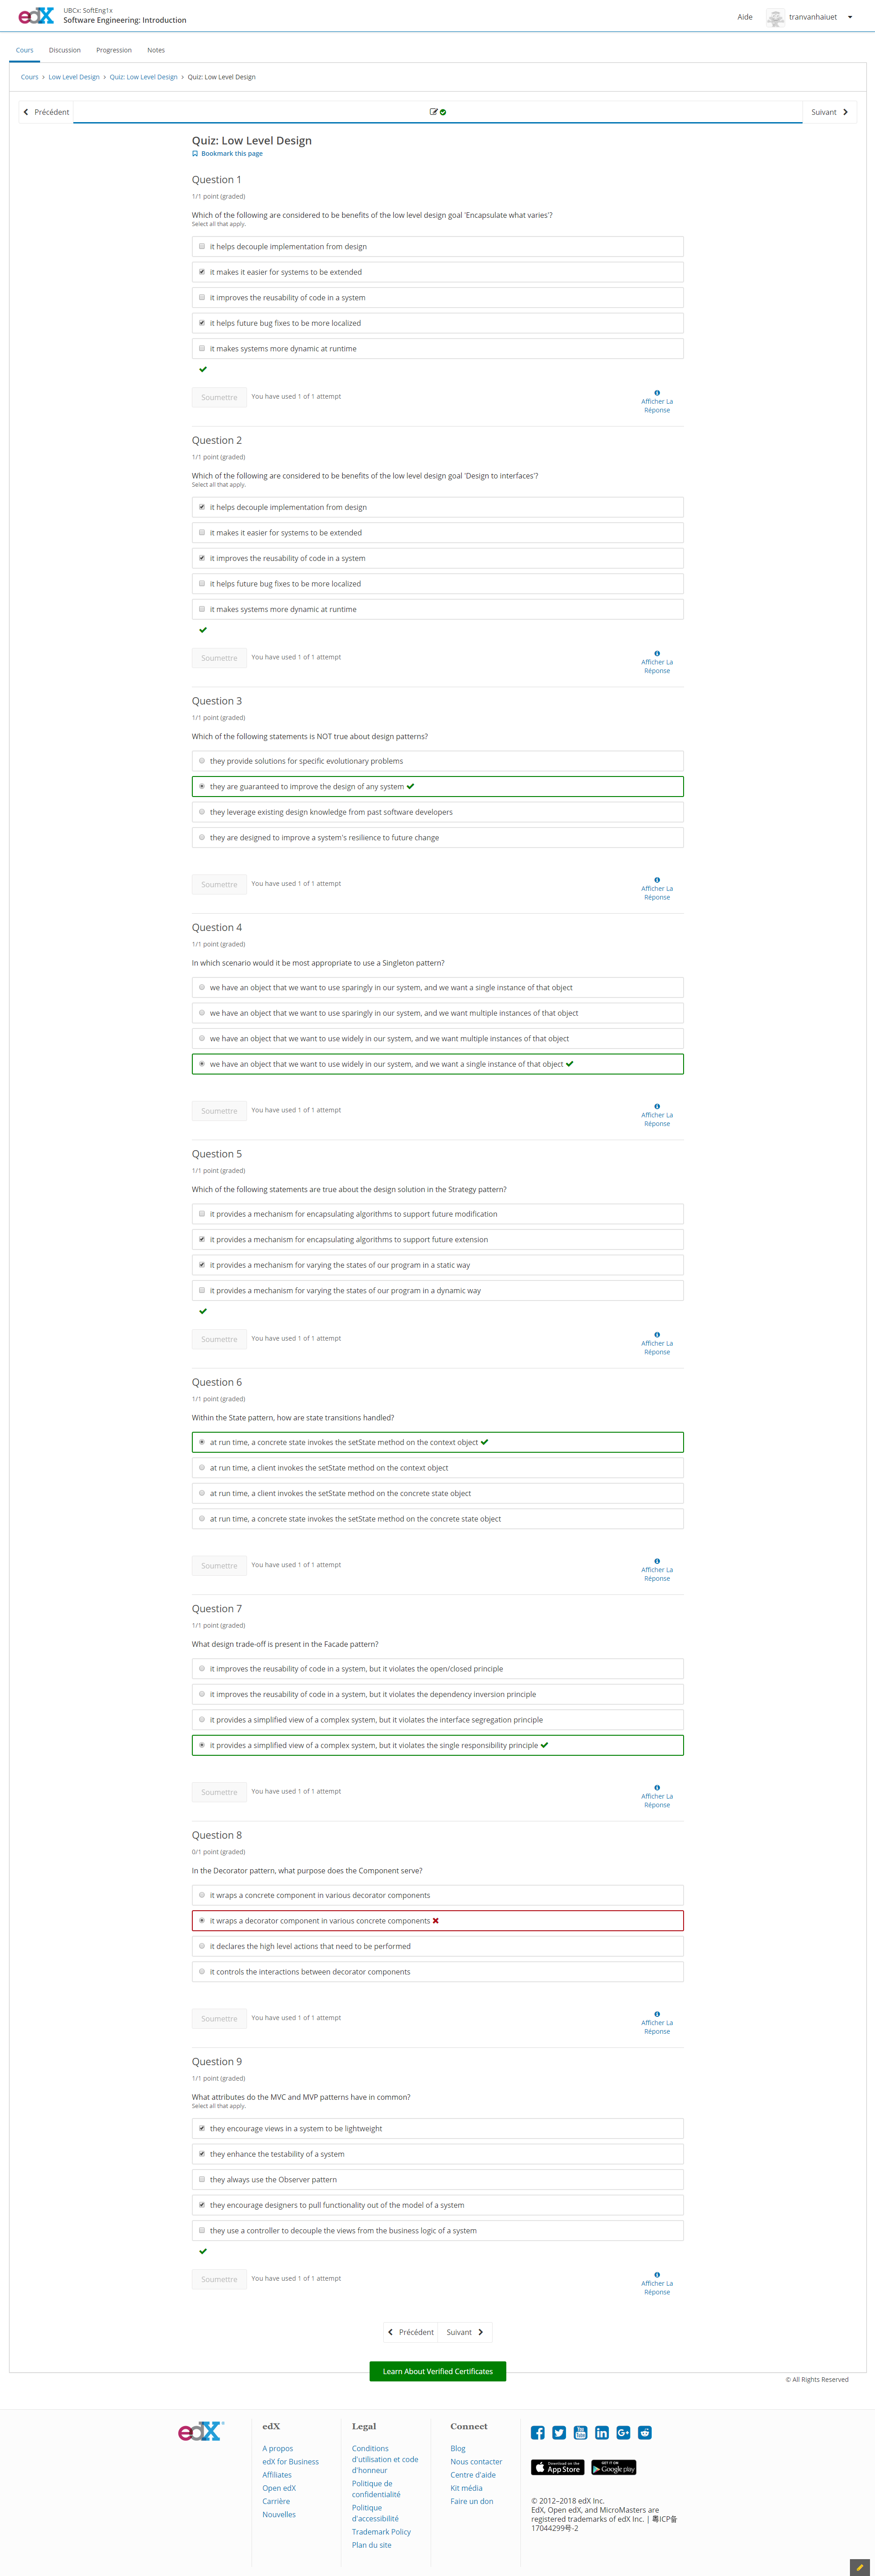 edX
UBCx: SoftEng1x
Software Engineering: Introduction
Aide
tranvanhaiuet
Cours
Discussion
Progression
Notes
Cours > Low Level Design > Quiz: Low Level Design > Quiz: Low Level Design
Précédent
Suivant
Quiz: Low Level Design
Bookmark this page
Question 1
1/1 point (graded)
Which of the following are considered to be benefits of the low level design goal 'Encapsulate what varies'?
Select all that apply.
it helps decouple implementation from design
it makes it easier for systems to be extended
it improves the reusability of code in a system
it helps future bug fixes to be more localized
it makes systems more dynamic at runtime
Soumettre
You have used 1 of 1 attempt
Afficher La
Réponse
Question 2
1/1 point (graded)
Which of the following are considered to be benefits of the low level design goal 'Design to interfaces'?
Select all that apply.
it helps decouple implementation from design
it makes it easier for systems to be extended
it improves the reusability of code in a system
it helps future bug fixes to be more localized
it makes systems more dynamic at runtime
Soumettre
You have used 1 of 1 attempt
Afficher La
Réponse
Question 3
1/1 point (graded)
Which of the following statements is NOT true about design patterns?
they provide solutions for specific evolutionary problems
they are guaranteed to improve the design of any system
they leverage existing design knowledge from past software developers
they are designed to improve a system's resilience to future change
Soumettre
You have used 1 of 1 attempt
Afficher La
Réponse
Question 4
1/1 point (graded)
In which scenario would it be most appropriate to use a Singleton pattern?
we have an object that we want to use sparingly in our system, and we want a single instance of that object
we have an object that we want to use sparingly in our system, and we want multiple instances of that object
we have an object that we want to use widely in our system, and we want multiple instances of that object
we have an object that we want to use widely in our system, and we want a single instance of that object
Soumettre
You have used 1 of 1 attempt
Afficher La
Réponse
Question 5
1/1 point (graded)
Which of the following statements are true about the design solution in the Strategy pattern?
it provides a mechanism for encapsulating algorithms to support future modification
it provides a mechanism for encapsulating algorithms to support future extension
it provides a mechanism for varying the states of our program in a static way
it provides a mechanism for varying the states of our program in a dynamic way
Soumettre
You have used 1 of 1 attempt
Afficher La
Réponse
Question 6
1/1 point (graded)
Within the State pattern, how are state transitions handled?
at run time, a concrete state invokes the setState method on the context object
at run time, a client invokes the setState method on the context object
at run time, a client invokes the setState method on the concrete state object
at run time, a concrete state invokes the setState method on the concrete state object
Soumettre
You have used 1 of 1 attempt
Afficher La
Réponse
Question 7
1/1 point (graded)
What design trade-off is present in the Facade pattern?
it improves the reusability of code in a system, but it violates the open/closed principle
it improves the reusability of code in a system, but it violates the dependency inversion principle
it provides a simplified view of a complex system, but it violates the interface segregation principle
it provides a simplified view of a complex system, but it violates the single responsibility principle
Soumettre
You have used 1 of 1 attempt
Afficher La
Réponse
Question 8
0/1 point (graded)
In the Decorator pattern, what purpose does the Component serve?
it wraps a concrete component in various decorator components
it wraps a decorator component in various concrete components
it declares the high level actions that need to be performed
it controls the interactions between decorator components
Soumettre
You have used 1 of 1 attempt
Afficher La
Réponse
Question 9
1/1 point (graded)
What attributes do the MVC and MVP patterns have in common?
Select all that apply.
they encourage views in a system to be lightweight
they enhance the testability of a system
they always use the Observer pattern
they encourage designers to pull functionality out of the model of a system
they use a controller to decouple the views from the business logic of a system
Soumettre
You have used 1 of 1 attempt
Afficher La
Réponse
Précédent
Suivant
Learn About Verified Certificates
© All Rights Reserved
edX
edX
A propos
edX for Business
Affiliates
Open edX
Carrière
Nouvelles
Legal
Conditions
d'utilisation et code
d'honneur
Politique de
confidentialité
Politique
d'accessibilité
Trademark Policy
Plan du site
Connect
Blog
Nous contacter
Centre d'aide
Kit média
Faire un don
Download on the
App Store
GET IT ON
Google play
© 2012–2018 edX Inc.
EdX, Open edX, and MicroMasters are
registered trademarks of edX Inc. | 粤ICP备
17044299号-2